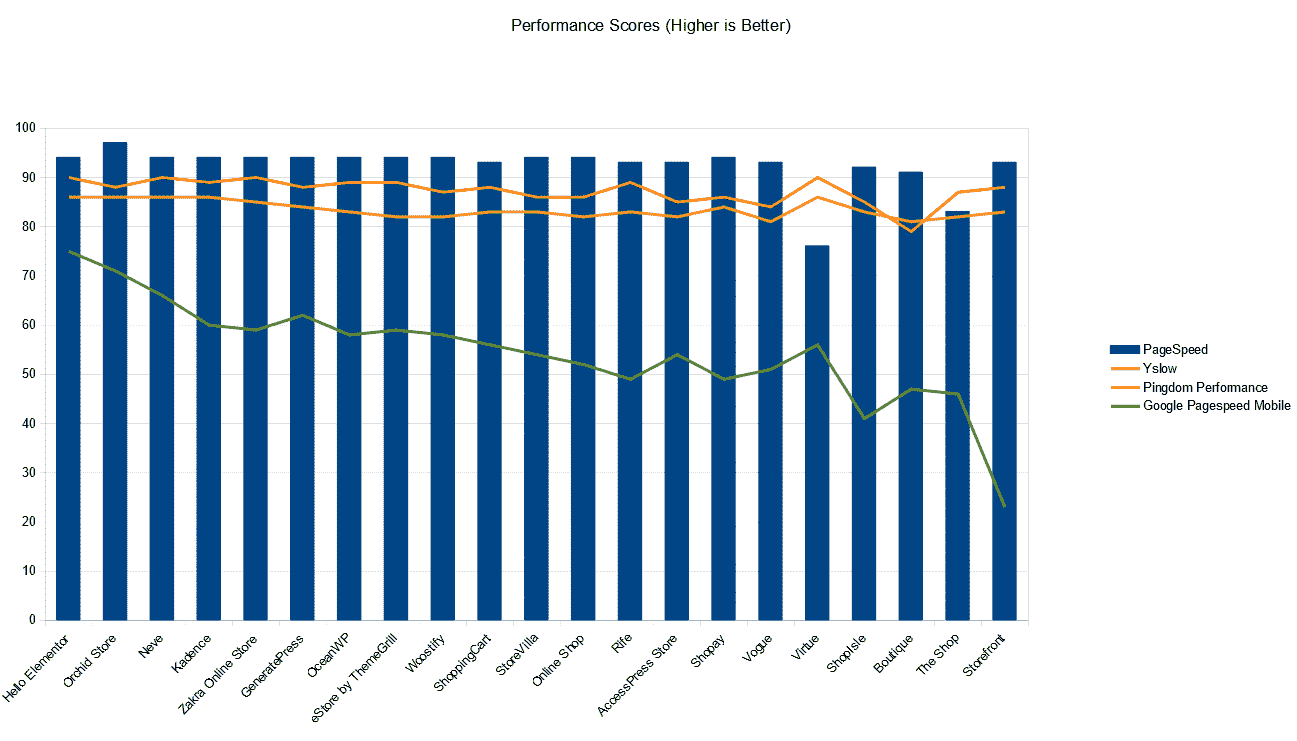 Performance Scores (Higher is Better)
100
90
80
70
60
50
40
30
20
10
0
Hello Elementor
Orchid Store
Neve
Kadence
Zakra Online Store
GeneratePress
OceanWP
eStore by ThemeGrill
Woostify
ShoppingCart
StoreVilla
Online Shop
Rife
AccessPress Store
Shopay
Vogue
Virtue
ShopIsle
Boutique
The Shop
Storefront
PageSpeed
Yslow
Pingdom Performance
Google Pagespeed Mobile